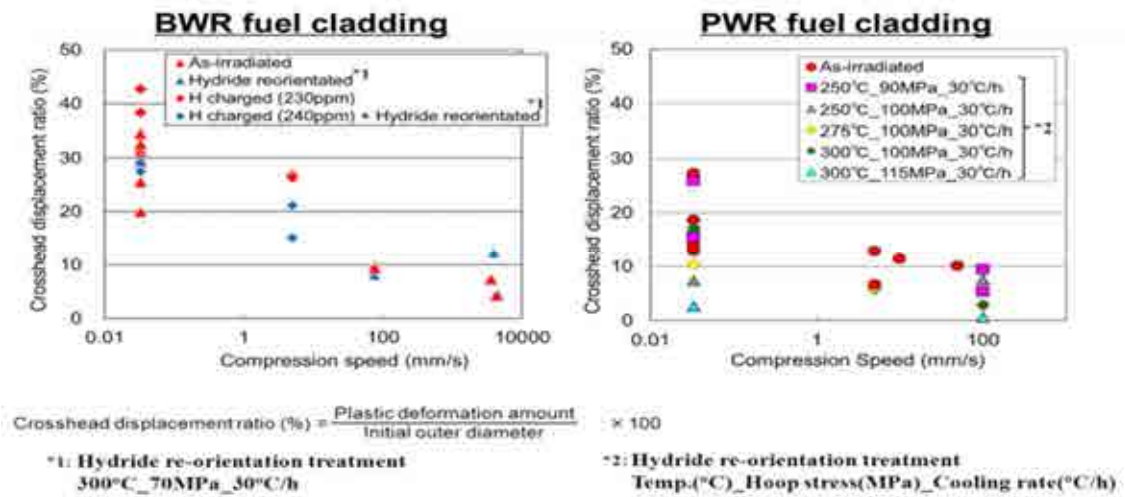 BWR fuel cladding
PWR fuel cladding
Crosshead displacement ratio (%)
50
40
30
20
10
0
As-irradiated
Hydride reorientated*1
H charged (230ppm)
H charged (240ppm) + Hydride reorientated*1
0.01
1
100
10000
Compression speed (mm/s)
Crosshead displacement ratio (%)
50
40
30
20
10
0
As-irradiated
250°C_90MPa_30°C/h
250°C_100MPa_30°C/h
275°C_100MPa_30°C/h
300°C_100MPa_30°C/h
300°C_115MPa_30°C/h
*2
0.01
1
100
Compression Speed (mm/s)
Crosshead displacement ratio (%) = Plastic deformation amount
Initial outer diameter
× 100
*1: Hydride re-orientation treatment
300°C_70MPa_30°C/h
*2: Hydride re-orientation treatment
Temp.(°C)_Hoop stress(MPa)_Cooling rate(°C/h)